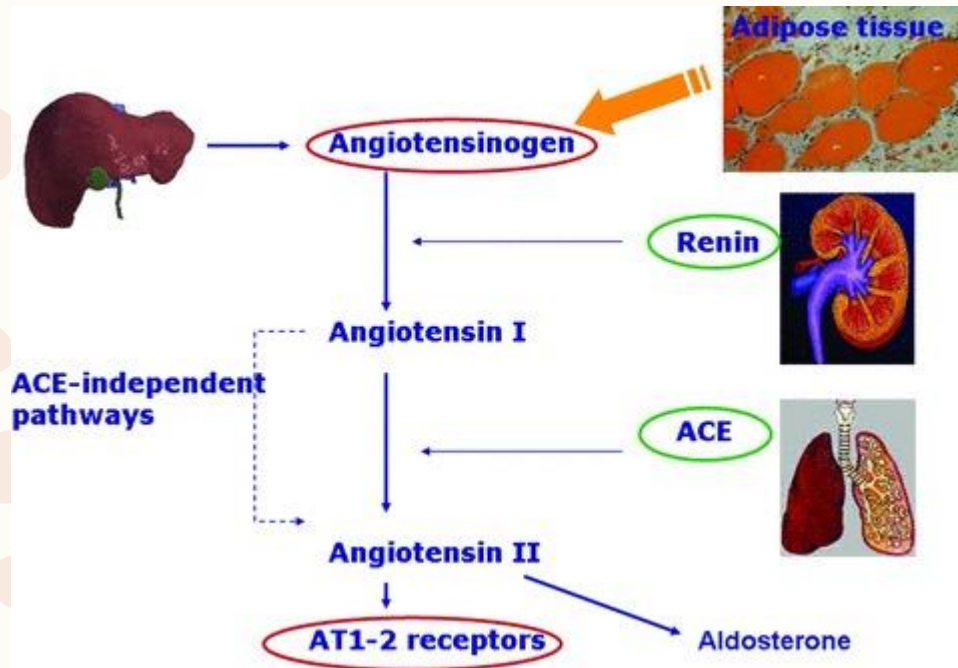 Adipose tissue
Angiotensinogen
Renin
Angiotensin I
ACE-independent
pathways
ACE
Angiotensin II
AT1-2 receptors
Aldosterone